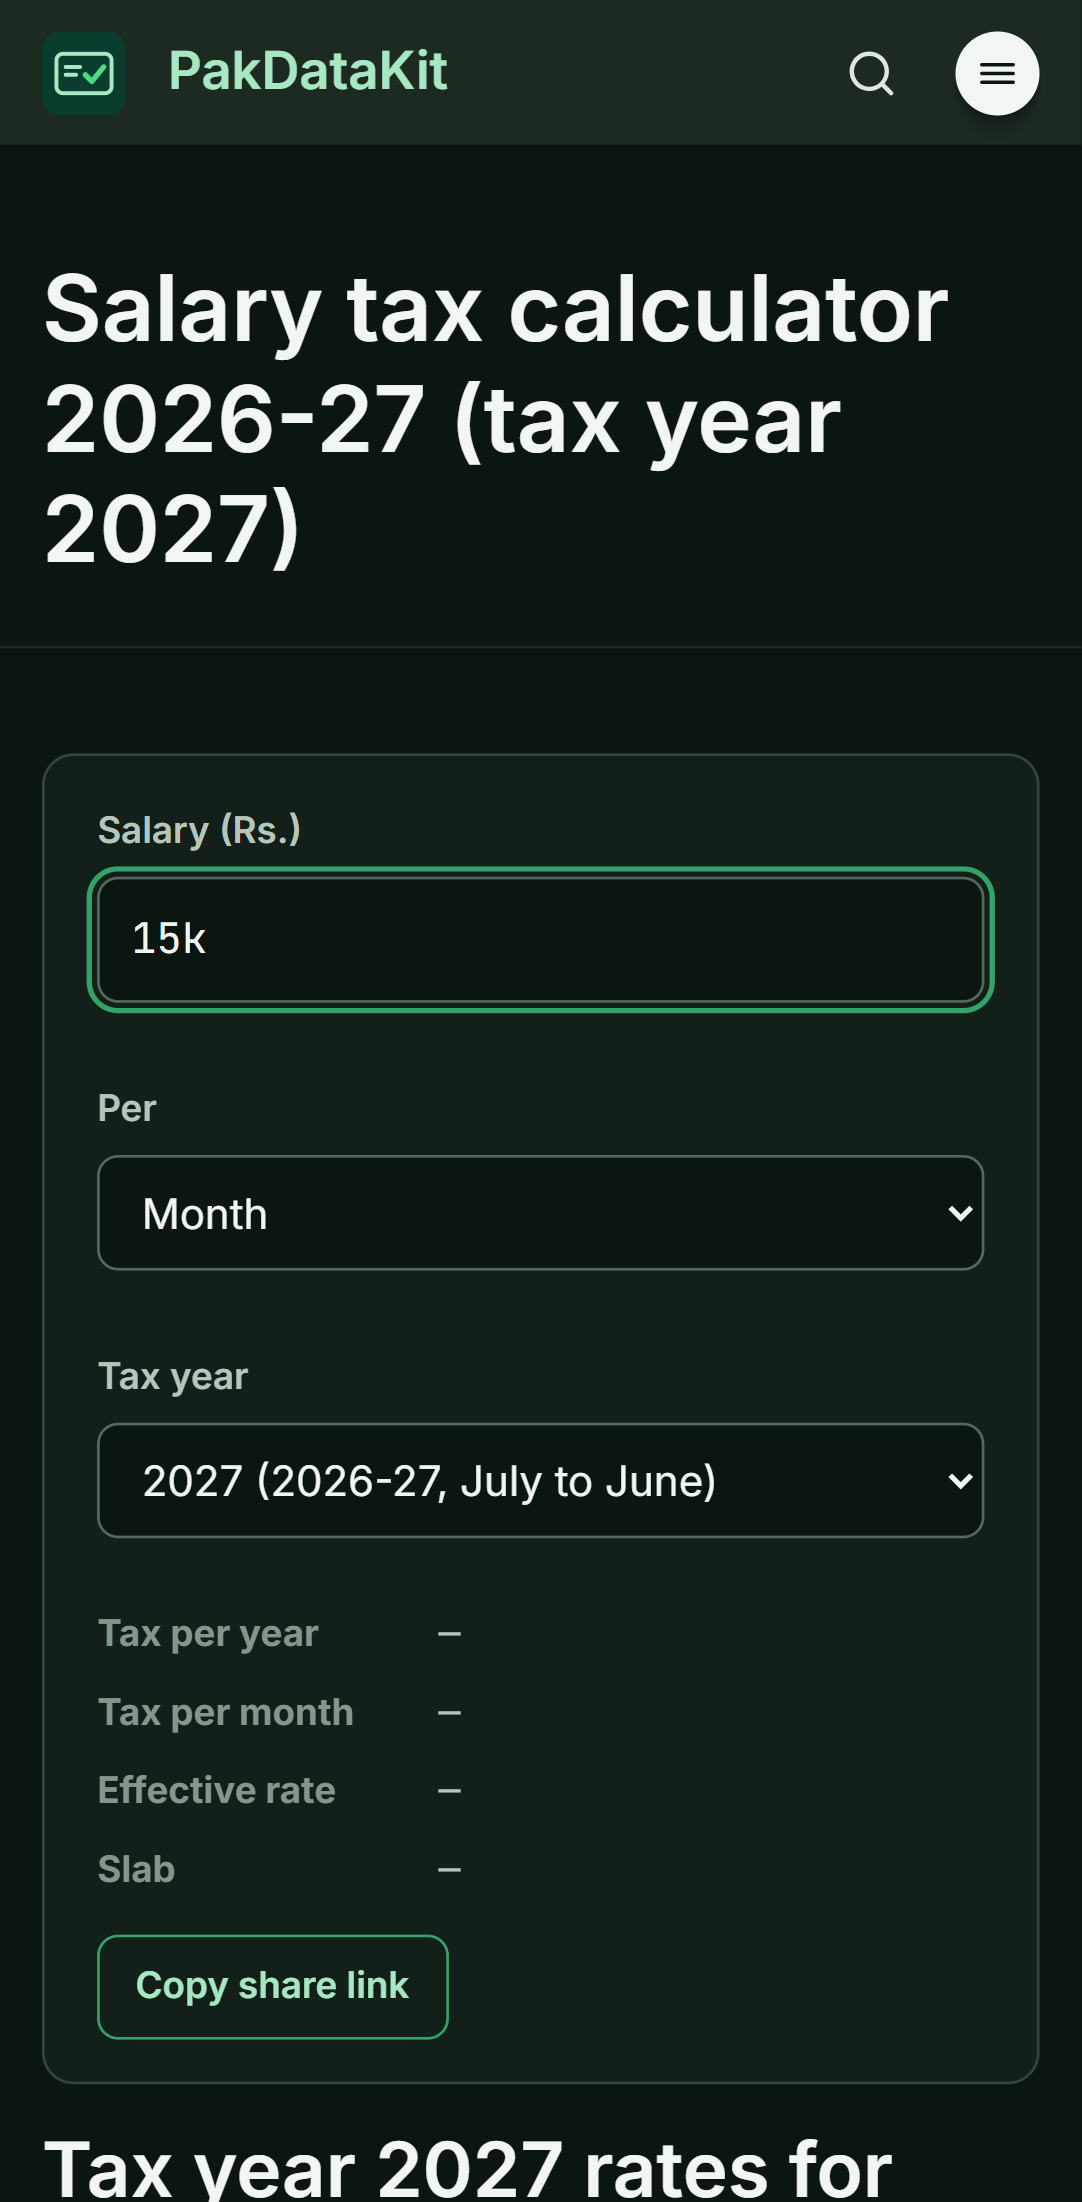 PakDataKit
Salary tax calculator
2026-27 (tax year
2027)
Salary (Rs.)
15k
Per
Month
Tax year
2027 (2026-27, July to June)
Tax per year –
Tax per month –
Effective rate –
Slab –
Copy share link
Tax year 2027 rates for